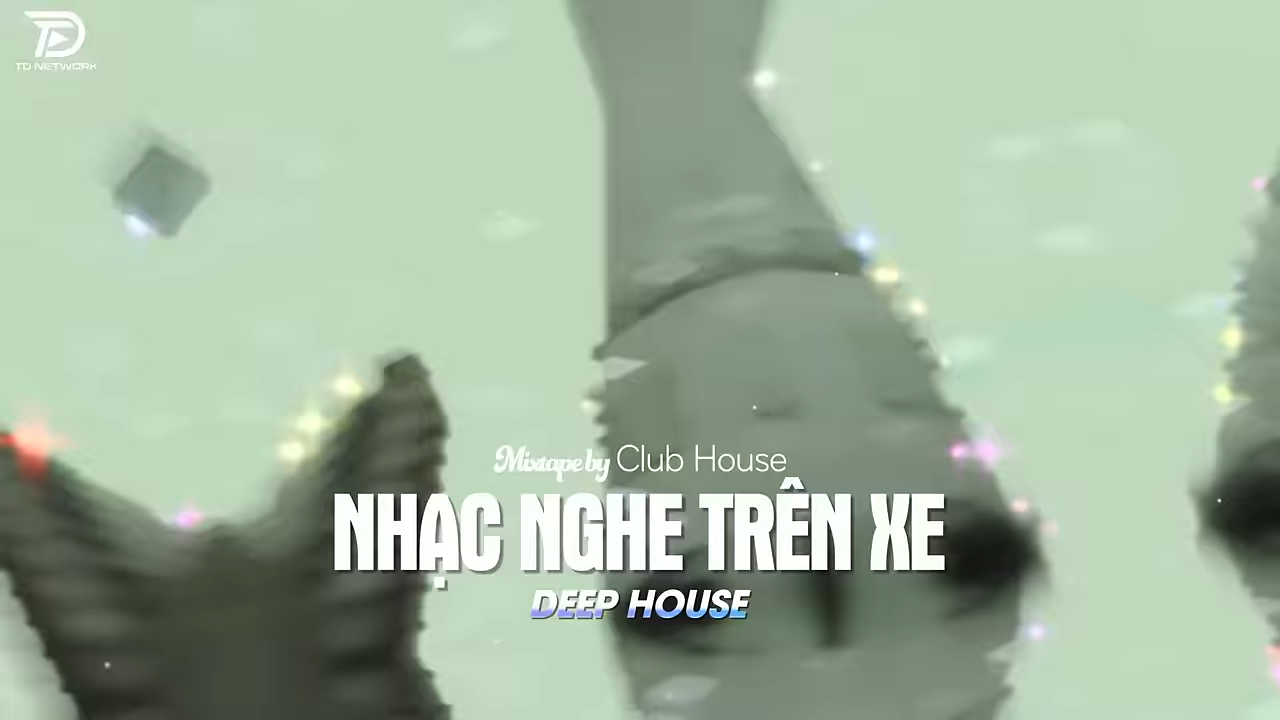 TD NETWORK
Mixtape by Club House
NHẠC NGHE TRÊN XE
DEEP HOUSE